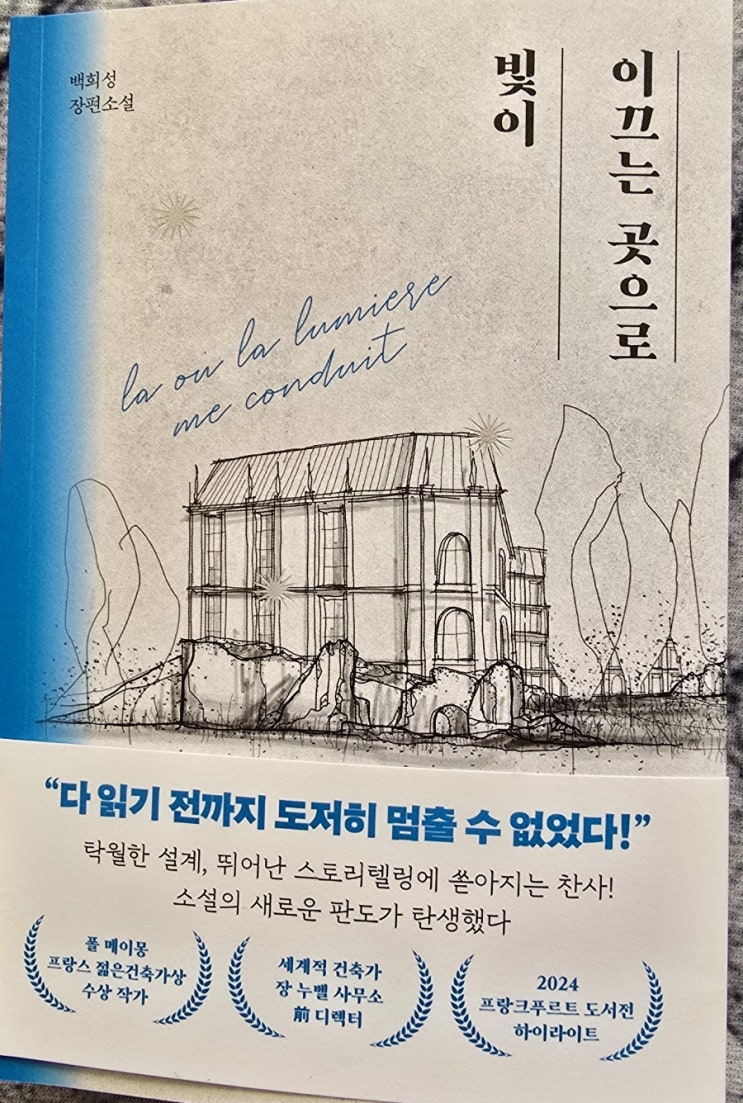 백희성
장편소설
빛이
이끄는 곳으로
la ou la lumiere
me conduit
“다 읽기 전까지 도저히 멈출 수 없었다!”
탁월한 설계, 뛰어난 스토리텔링에 쏟아지는 찬사!
소설의 새로운 판도가 탄생했다
폴 메이몽
프랑스 젊은건축가상
수상 작가
세계적 건축가
장 누벨 사무소
前 디렉터
2024
프랑크푸르트 도서전
하이라이트